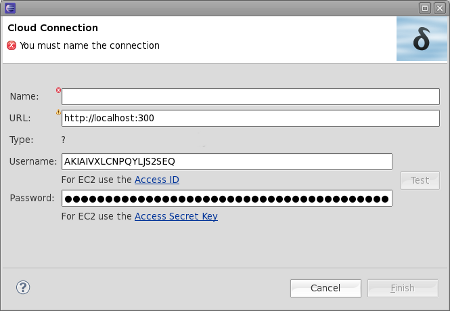 Cloud Connection
You must name the connection
δ
Name:
URL: http://localhost:300
Type: ?
Username: AKIAIVXLCNPQYLJS2SEQ
For EC2 use the Access ID
Test
Password: ●●●●●●●●●●●●●●●●●●●●●●●●●●●●●●●●●●●●●●●●
For EC2 use the Access Secret Key
? Cancel Finish